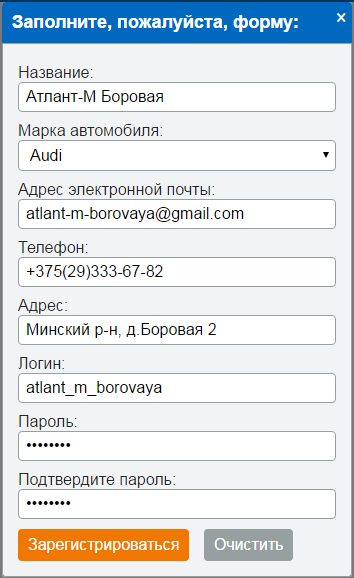 Заполните, пожалуйста, форму:
×
Название:
Атлант-М Боровая
Марка автомобиля:
Audi
Адрес электронной почты:
atlant-m-borovaya@gmail.com
Телефон:
+375(29)333-67-82
Адрес:
Минский р-н, д.Боровая 2
Логин:
atlant_m_borovaya
Пароль:
••••••••
Подтвердите пароль:
••••••••
Зарегистрироваться
Очистить